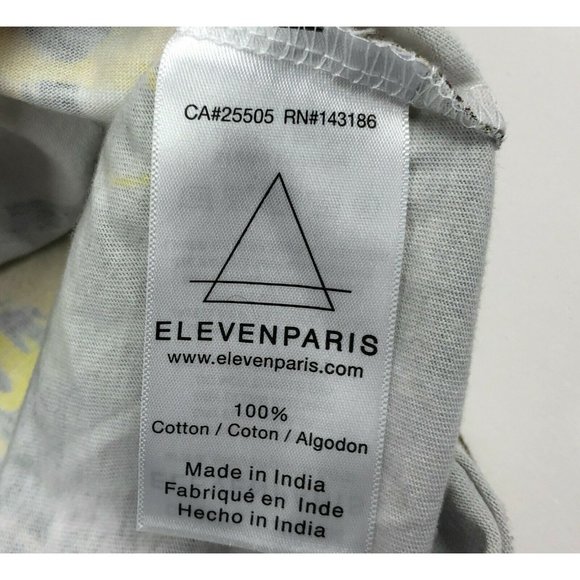 CA#25505 RN#143186
ELEVENPARIS
www.elevenparis.com
100%
Cotton / Coton / Algodon
Made in India
Fabriqué en Inde
Hecho in India